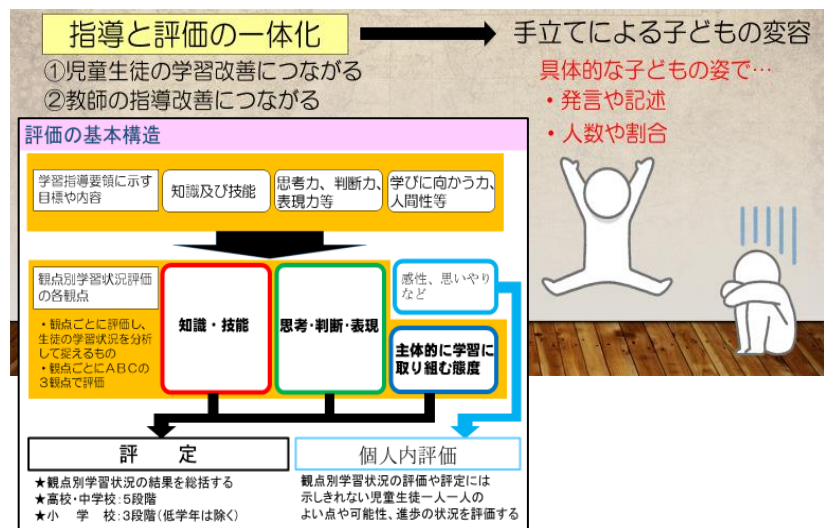 指導と評価の一体化
手立てによる子どもの変容
①児童生徒の学習改善につながる
②教師の指導改善につながる
具体的な子どもの姿で…
・発言や記述
・人数や割合
評価の基本構造
学習指導要領に示す
目標や内容
知識及び技能
思考力、判断力、
表現力等
学びに向かう力、
人間性等
観点別学習状況評価
の各観点
・観点ごとに評価し、
生徒の学習状況を分析
して捉えるもの
・観点ごとにABCの
3観点で評価
知識・技能
思考・判断・表現
感性、思いやり
など
主体的に学習に
取り組む態度
評 定
★観点別学習状況の結果を総括する
★高校・中学校:5段階
★小 学 校:3段階(低学年は除く)
個人内評価
観点別学習状況の評価や評定には
示しきれない児童生徒一人一人の
よい点や可能性、進歩の状況を評価する